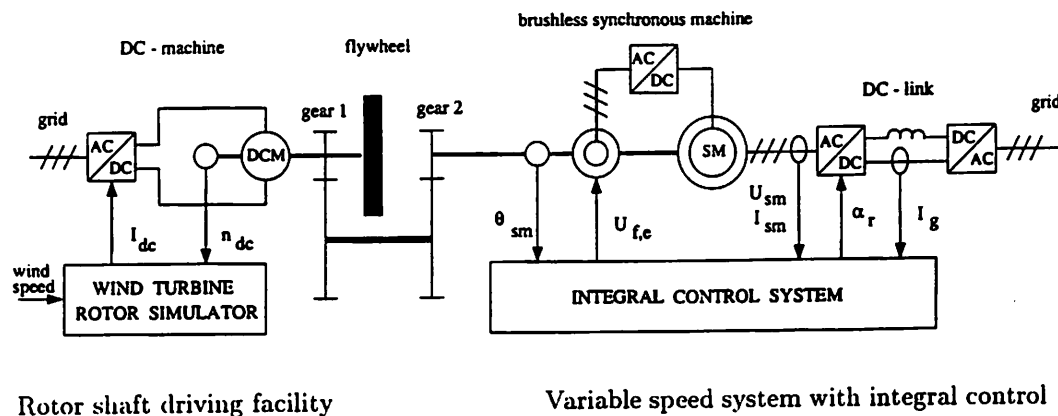 brushless synchronous machine
DC - machine
flywheel
AC
DC
DC - link
gear 1
gear 2
grid
grid
AC
DC
DCM
SM
AC
DC
DC
AC
I dc
n dc
θ sm
U f,e
U sm
I sm
α r
I g
wind
speed
WIND TURBINE
ROTOR SIMULATOR
INTEGRAL CONTROL SYSTEM
Rotor shaft driving facility
Variable speed system with integral control